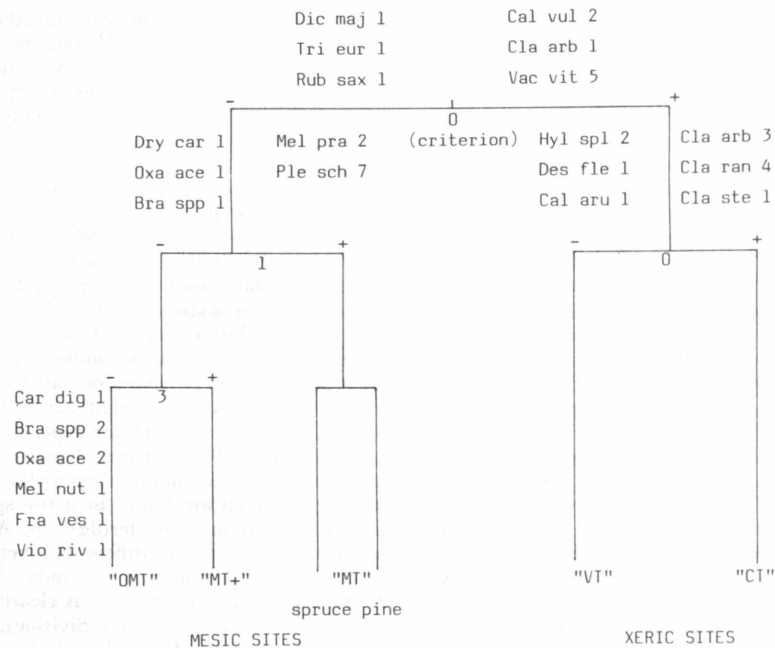 Dic maj 1 Cal vul 2
Tri eur 1 Cla arb 1
Rub sax 1 Vac vit 5
- +
0
Dry car 1 Mel pra 2 (criterion) Hyl spl 2 Cla arb 3
Oxa ace 1 Ple sch 7 Des fle 1 Cla ran 4
Bra spp 1 Cal aru 1 Cla ste 1
- + - +
1 0
- +
Car dig 1 3
Bra spp 2
Oxa ace 2
Mel nut 1
Fra ves 1
Vio riv 1
"OMT" "MT+" "MT" "VT" "CT"
spruce pine
MESIC SITES XERIC SITES